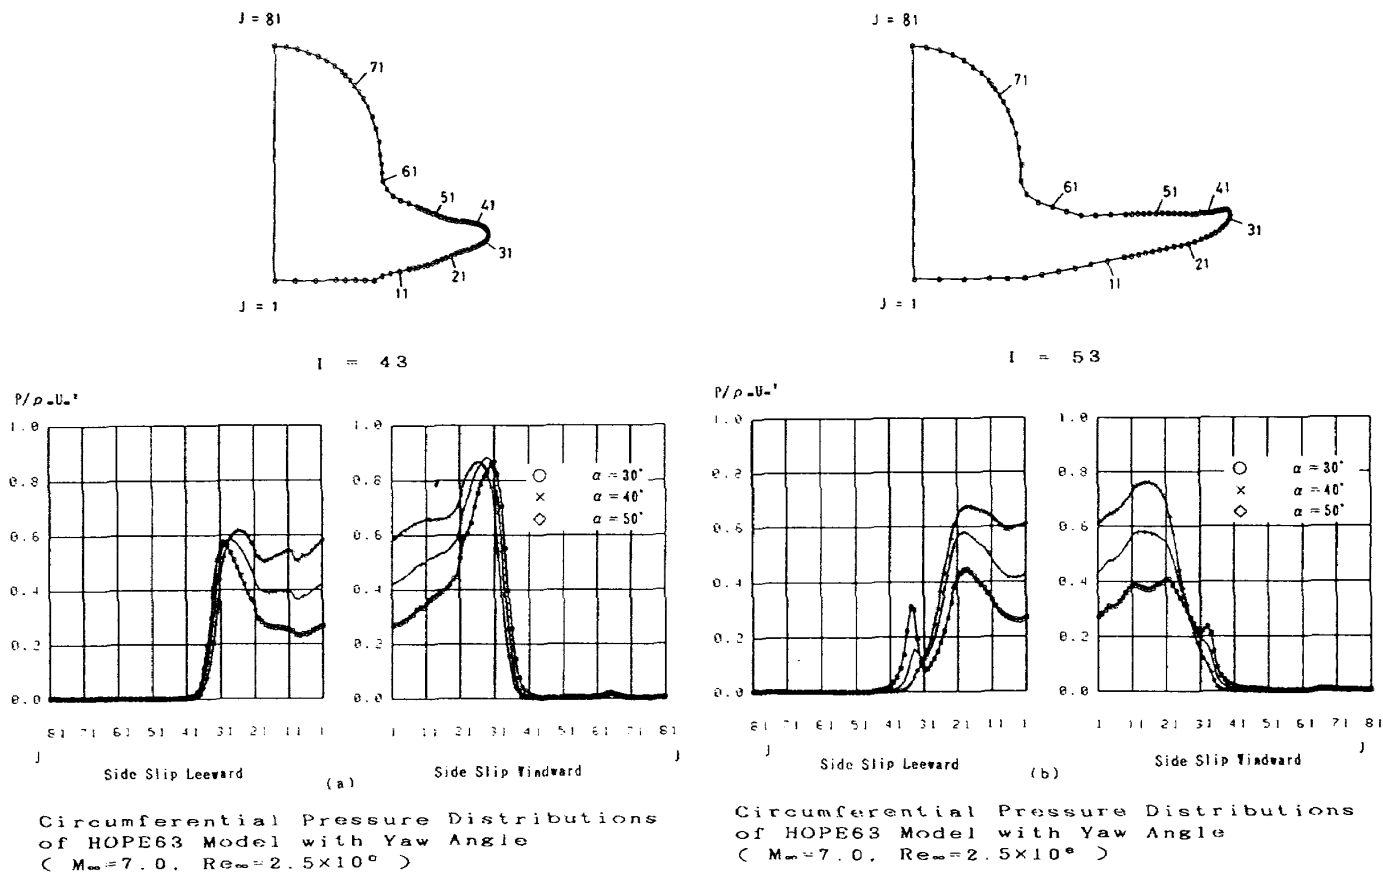 J = 81
71
61
51
41
31
21
11
J = 1
I = 43
J = 81
71
61
51
41
31
21
11
J = 1
I = 53
P/ρ∞U∞²
1.0
0.8
0.6
0.4
0.2
0.0
81 71 61 51 41 31 21 11 1
J
Side Slip Leeward
○ α=30°
× α=40°
◇ α=50°
1 11 21 31 41 51 61 71 81
J
Side Slip Windward
(a)
1.0
0.8
0.6
0.4
0.2
0.0
81 71 61 51 41 31 21 11 1
J
Side Slip Leeward
1.0
0.8
0.6
0.4
0.2
0.0
○ α=30°
× α=40°
◇ α=50°
1 11 21 31 41 51 61 71 81
J
Side Slip Windward
(b)
1.0
0.8
0.6
0.4
0.2
0.0
Circumferential Pressure Distributions
of HOPE63 Model with Yaw Angle
( M∞=7.0, Re∞=2.5×10 )
Circumferential Pressure Distributions
of HOPE63 Model with Yaw Angle
( M∞=7.0, Re∞=2.5×10 )